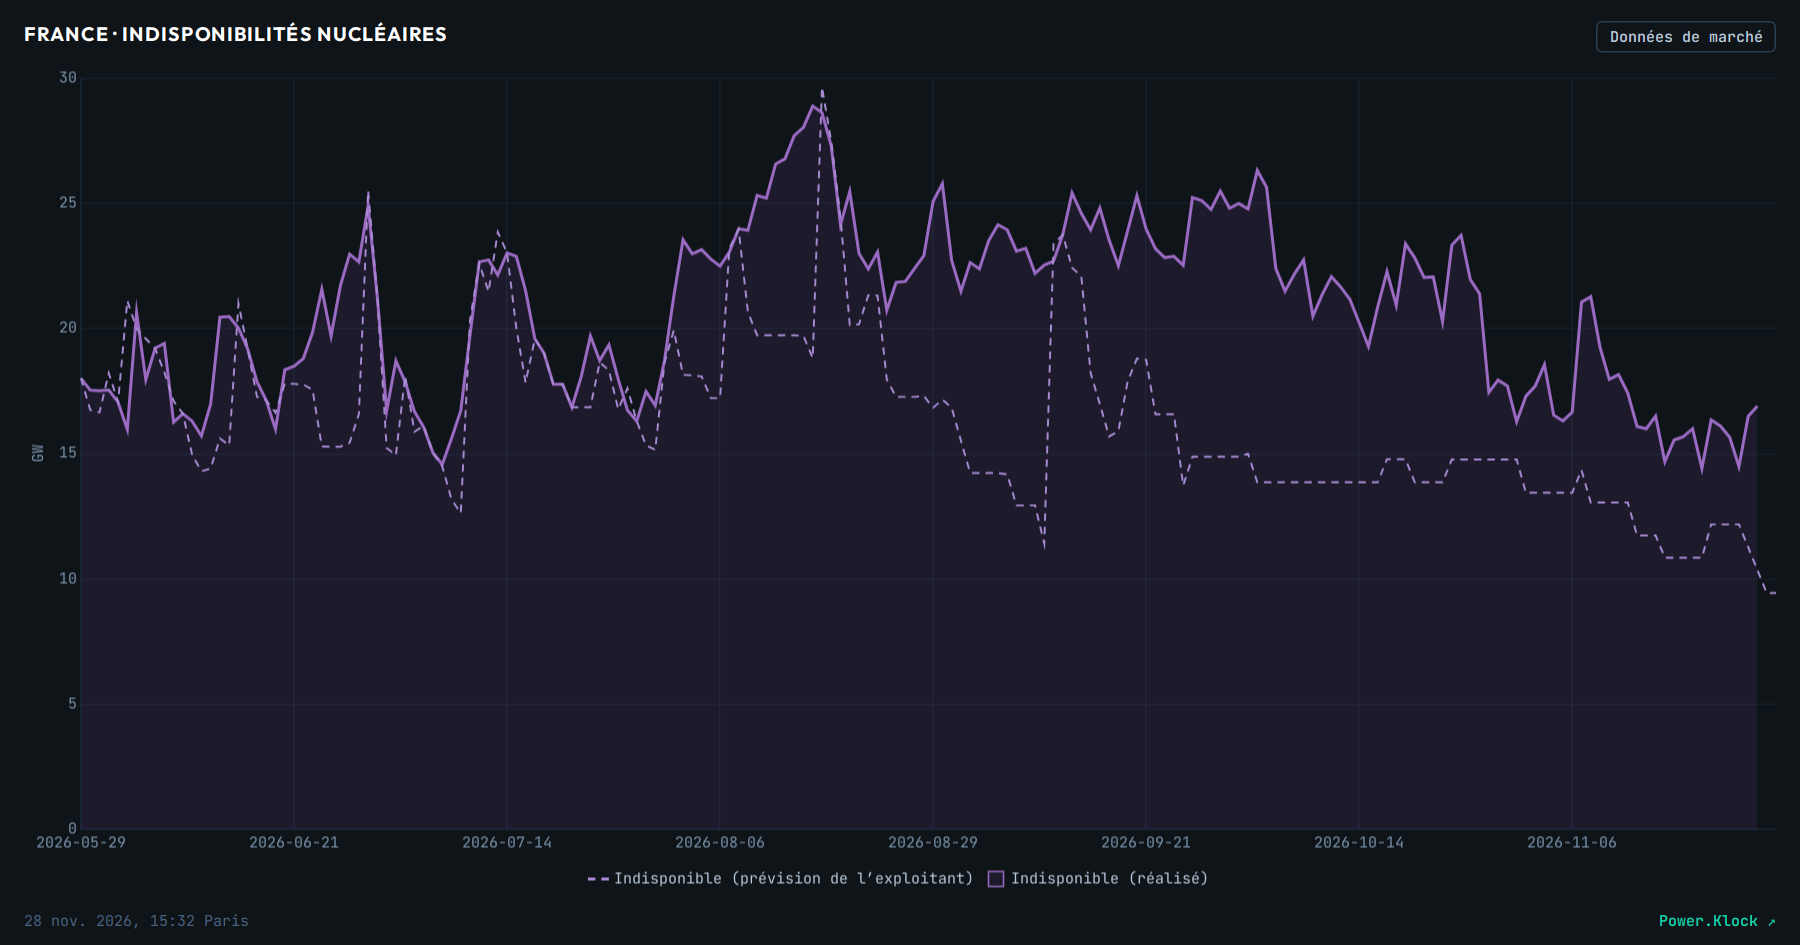 FRANCE · INDISPONIBILITÉS NUCLÉAIRES
Données de marché
30
25
20
15
10
5
0
GW
2026-05-29 2026-06-21 2026-07-14 2026-08-06 2026-08-29 2026-09-21 2026-10-14 2026-11-06
Indisponible (prévision de l’exploitant) Indisponible (réalisé)
28 nov. 2026, 15:32 Paris
Power.Klock ↗